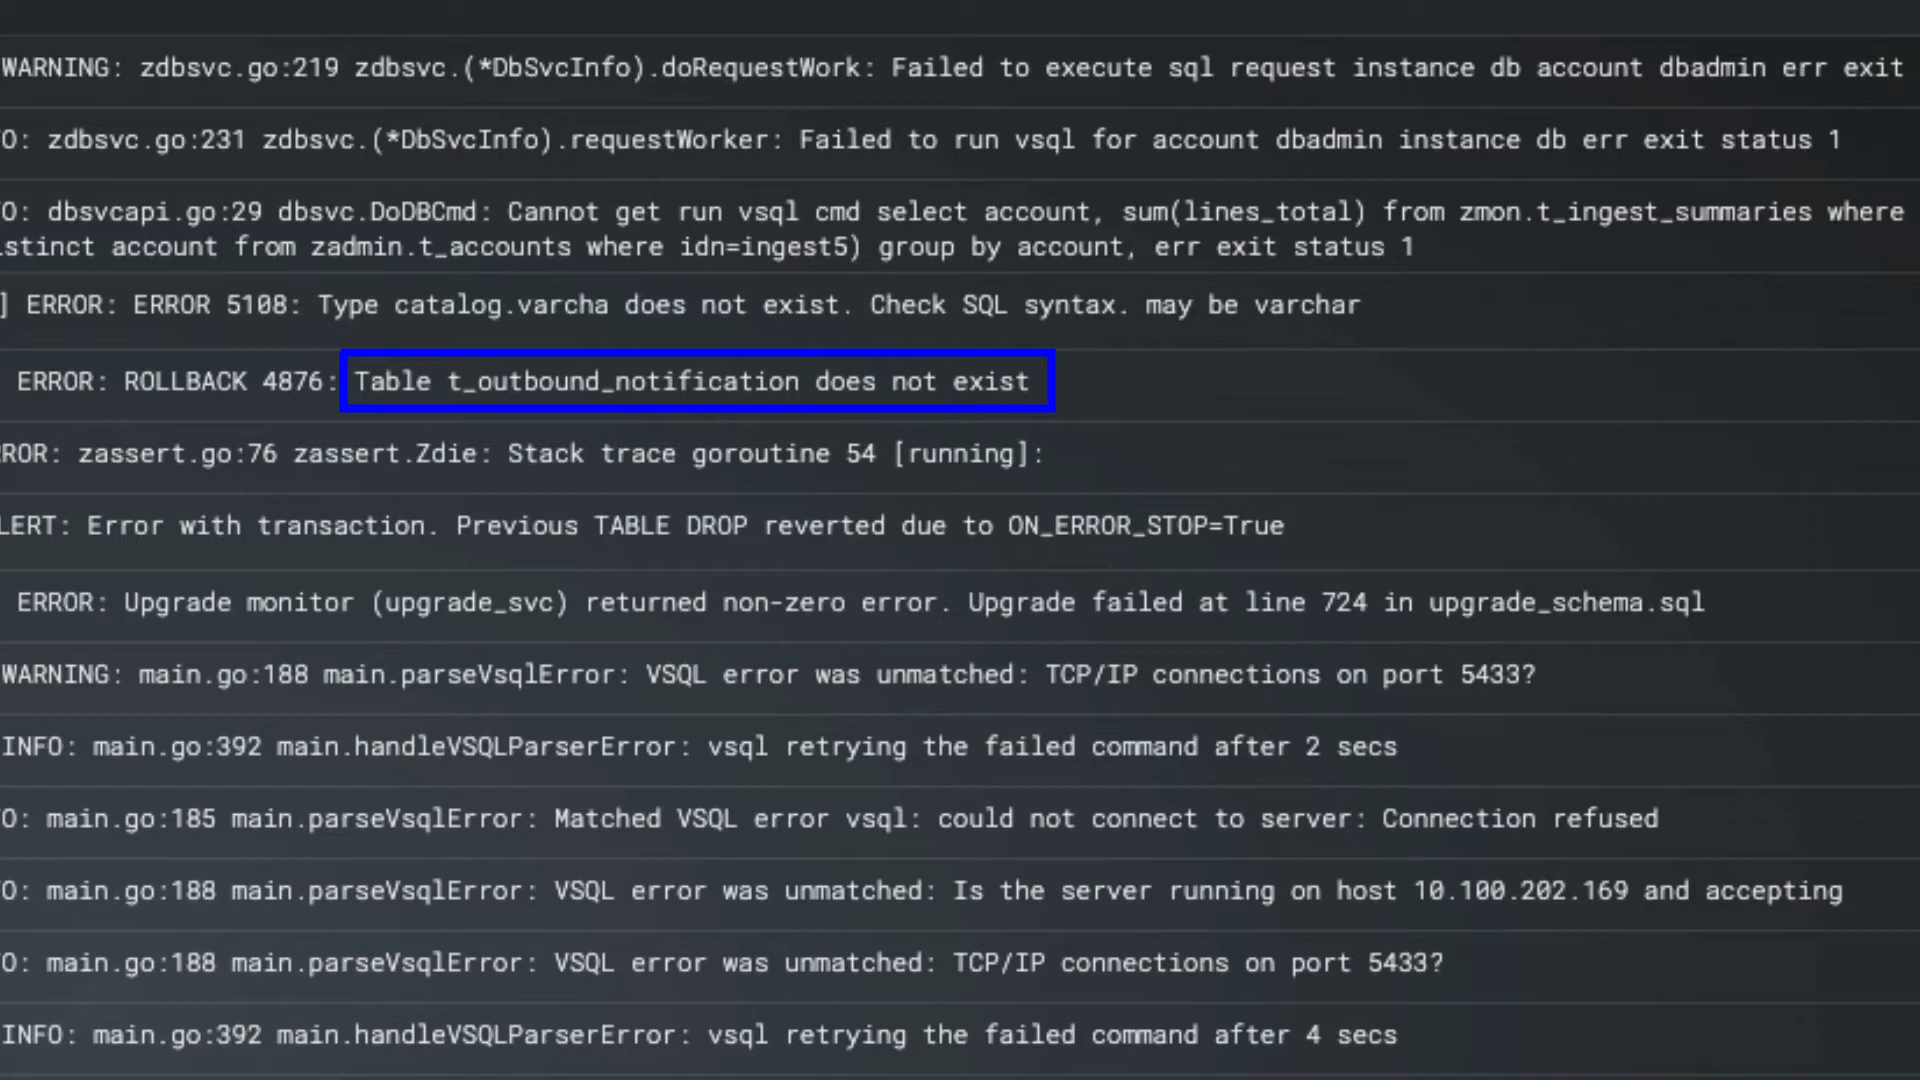 WARNING: zdbsvc.go:219 zdbsvc.(*DbSvcInfo).doRequestWork: Failed to execute sql request instance db account dbadmin err exit
O: zdbsvc.go:231 zdbsvc.(*DbSvcInfo).requestWorker: Failed to run vsql for account dbadmin instance db err exit status 1
O: dbsvcapi.go:29 dbsvc.DoDBCmd: Cannot get run vsql cmd select account, sum(lines_total) from zmon.t_ingest_summaries where
stinct account from zadmin.t_accounts where idn=ingest5) group by account, err exit status 1
] ERROR: ERROR 5108: Type catalog.varcha does not exist. Check SQL syntax. may be varchar
ERROR: ROLLBACK 4876: Table t_outbound_notification does not exist
ROR: zassert.go:76 zassert.Zdie: Stack trace goroutine 54 [running]:
LERT: Error with transaction. Previous TABLE DROP reverted due to ON_ERROR_STOP=True
ERROR: Upgrade monitor (upgrade_svc) returned non-zero error. Upgrade failed at line 724 in upgrade_schema.sql
WARNING: main.go:188 main.parseVsqlError: VSQL error was unmatched: TCP/IP connections on port 5433?
INFO: main.go:392 main.handleVSQLParserError: vsql retrying the failed command after 2 secs
O: main.go:185 main.parseVsqlError: Matched VSQL error vsql: could not connect to server: Connection refused
O: main.go:188 main.parseVsqlError: VSQL error was unmatched: Is the server running on host 10.100.202.169 and accepting
O: main.go:188 main.parseVsqlError: VSQL error was unmatched: TCP/IP connections on port 5433?
INFO: main.go:392 main.handleVSQLParserError: vsql retrying the failed command after 4 secs